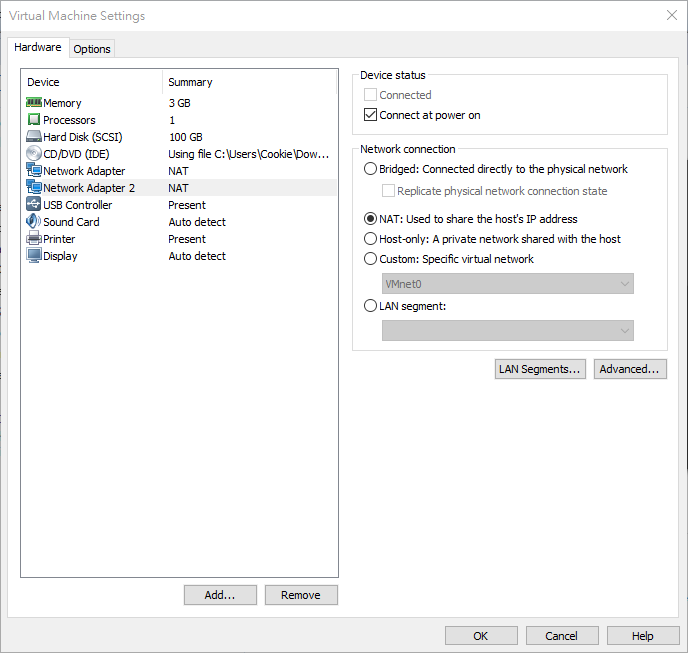 Virtual Machine Settings
Hardware
Options
Device Summary
Memory 3 GB
Processors 1
Hard Disk (SCSI) 100 GB
CD/DVD (IDE) Using file C:\Users\Cookie\Dow...
Network Adapter NAT
Network Adapter 2 NAT
USB Controller Present
Sound Card Auto detect
Printer Present
Display Auto detect
Add...
Remove
Device status
Connected
Connect at power on
Network connection
Bridged: Connected directly to the physical network
Replicate physical network connection state
NAT: Used to share the host's IP address
Host-only: A private network shared with the host
Custom: Specific virtual network
VMnet0
LAN segment:
LAN Segments...
Advanced...
OK
Cancel
Help